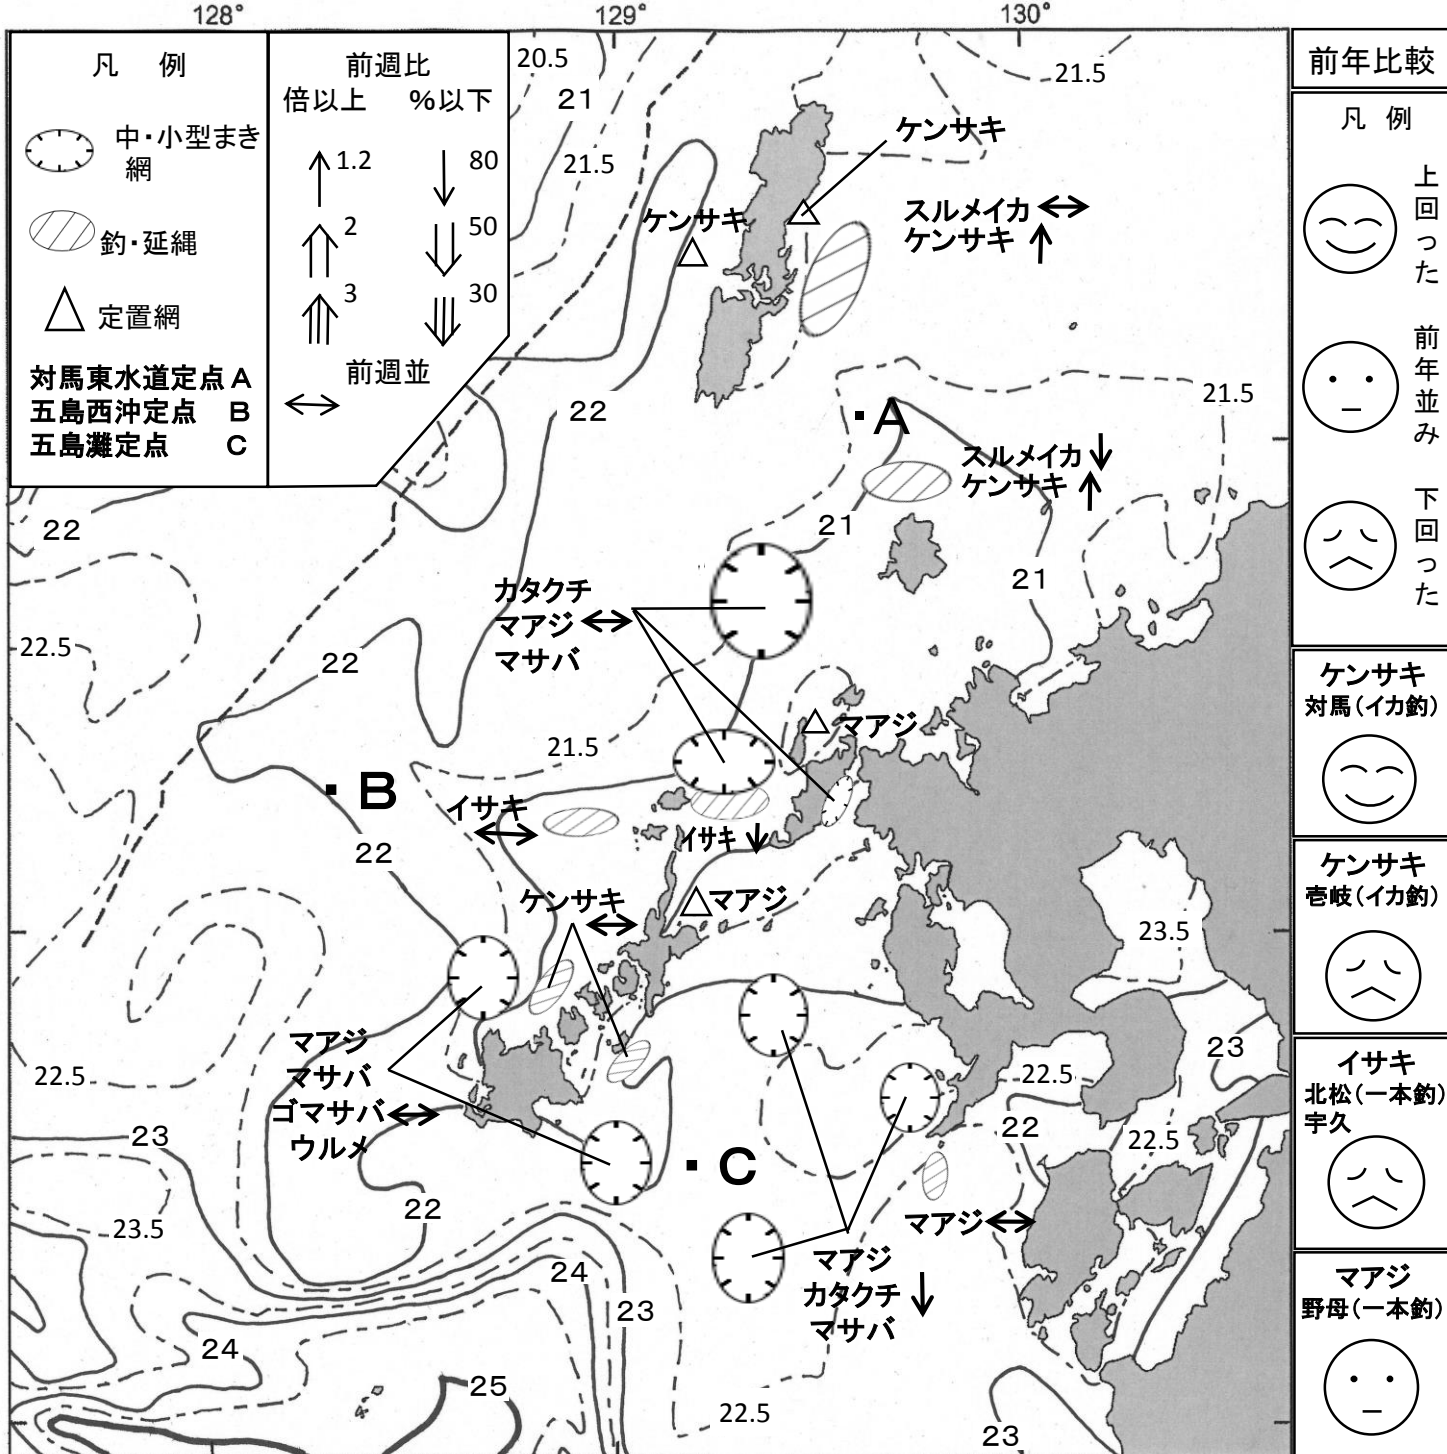 128°
129°
130°
凡 例
中・小型まき
網
釣・延縄
定置網
対馬東水道定点 A
五島西沖定点 B
五島灘定点 C
前週比
倍以上 %以下
1.2 80
2 50
3 30
前週並
20.5
21
21.5
21.5
ケンサキ
ケンサキ
スルメイカ
ケンサキ
22
A
21.5
スルメイカ
ケンサキ
22
21
21
カタクチ
マアジ
マサバ
22.5
22
21.5
マアジ
B
イサキ
22
イサキ
ケンサキ
マアジ
23.5
マアジ
マサバ
ゴマサバ
ウルメ
22.5
23
22.5
23
22
22.5
C
22
マアジ
23.5
マアジ
カタクチ
マサバ
24
23
24
25
22.5
23
前年比較
凡 例
上回った
前年並み
下回った
ケンサキ
対馬(イカ釣)
ケンサキ
壱岐(イカ釣)
イサキ
北松(一本釣)
宇久
マアジ
野母(一本釣)